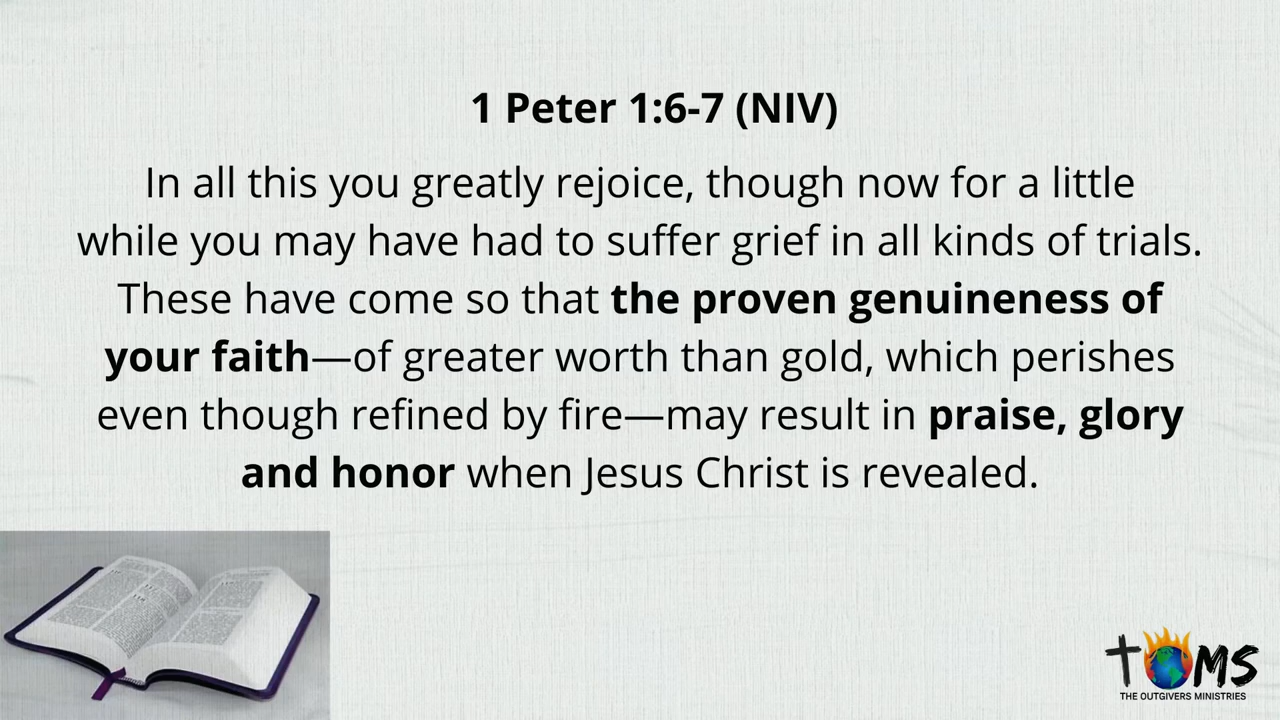 1 Peter 1:6-7 (NIV)
In all this you greatly rejoice, though now for a little
while you may have had to suffer grief in all kinds of trials.
These have come so that the proven genuineness of
your faith—of greater worth than gold, which perishes
even though refined by fire—may result in praise, glory
and honor when Jesus Christ is revealed.
TOMS
THE OUTGIVERS MINISTRIES